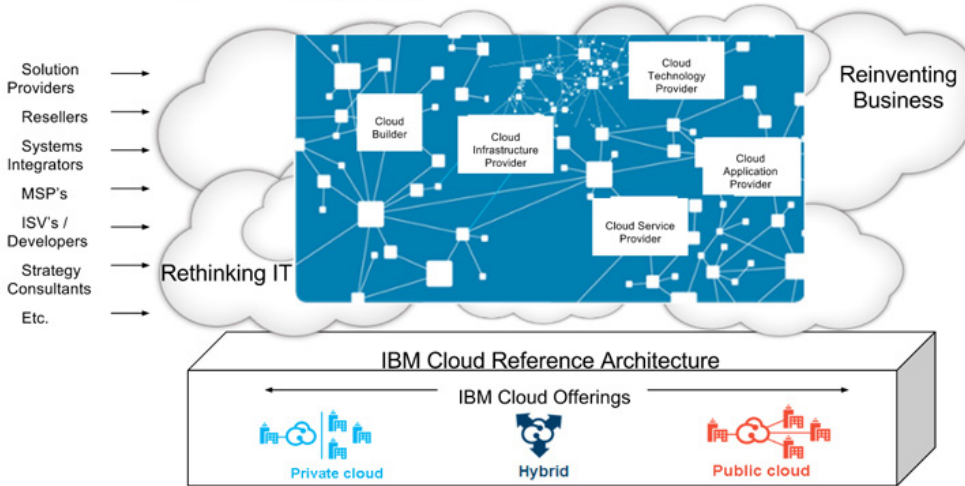 Solution
Providers
Resellers
Systems
Integrators
MSP's
ISV's /
Developers
Strategy
Consultants
Etc.
Cloud
Builder
Cloud
Infrastructure
Provider
Cloud
Technology
Provider
Cloud
Application
Provider
Cloud Service
Provider
Reinventing
Business
Rethinking IT
IBM Cloud Reference Architecture
IBM Cloud Offerings
Private cloud
Hybrid
Public cloud